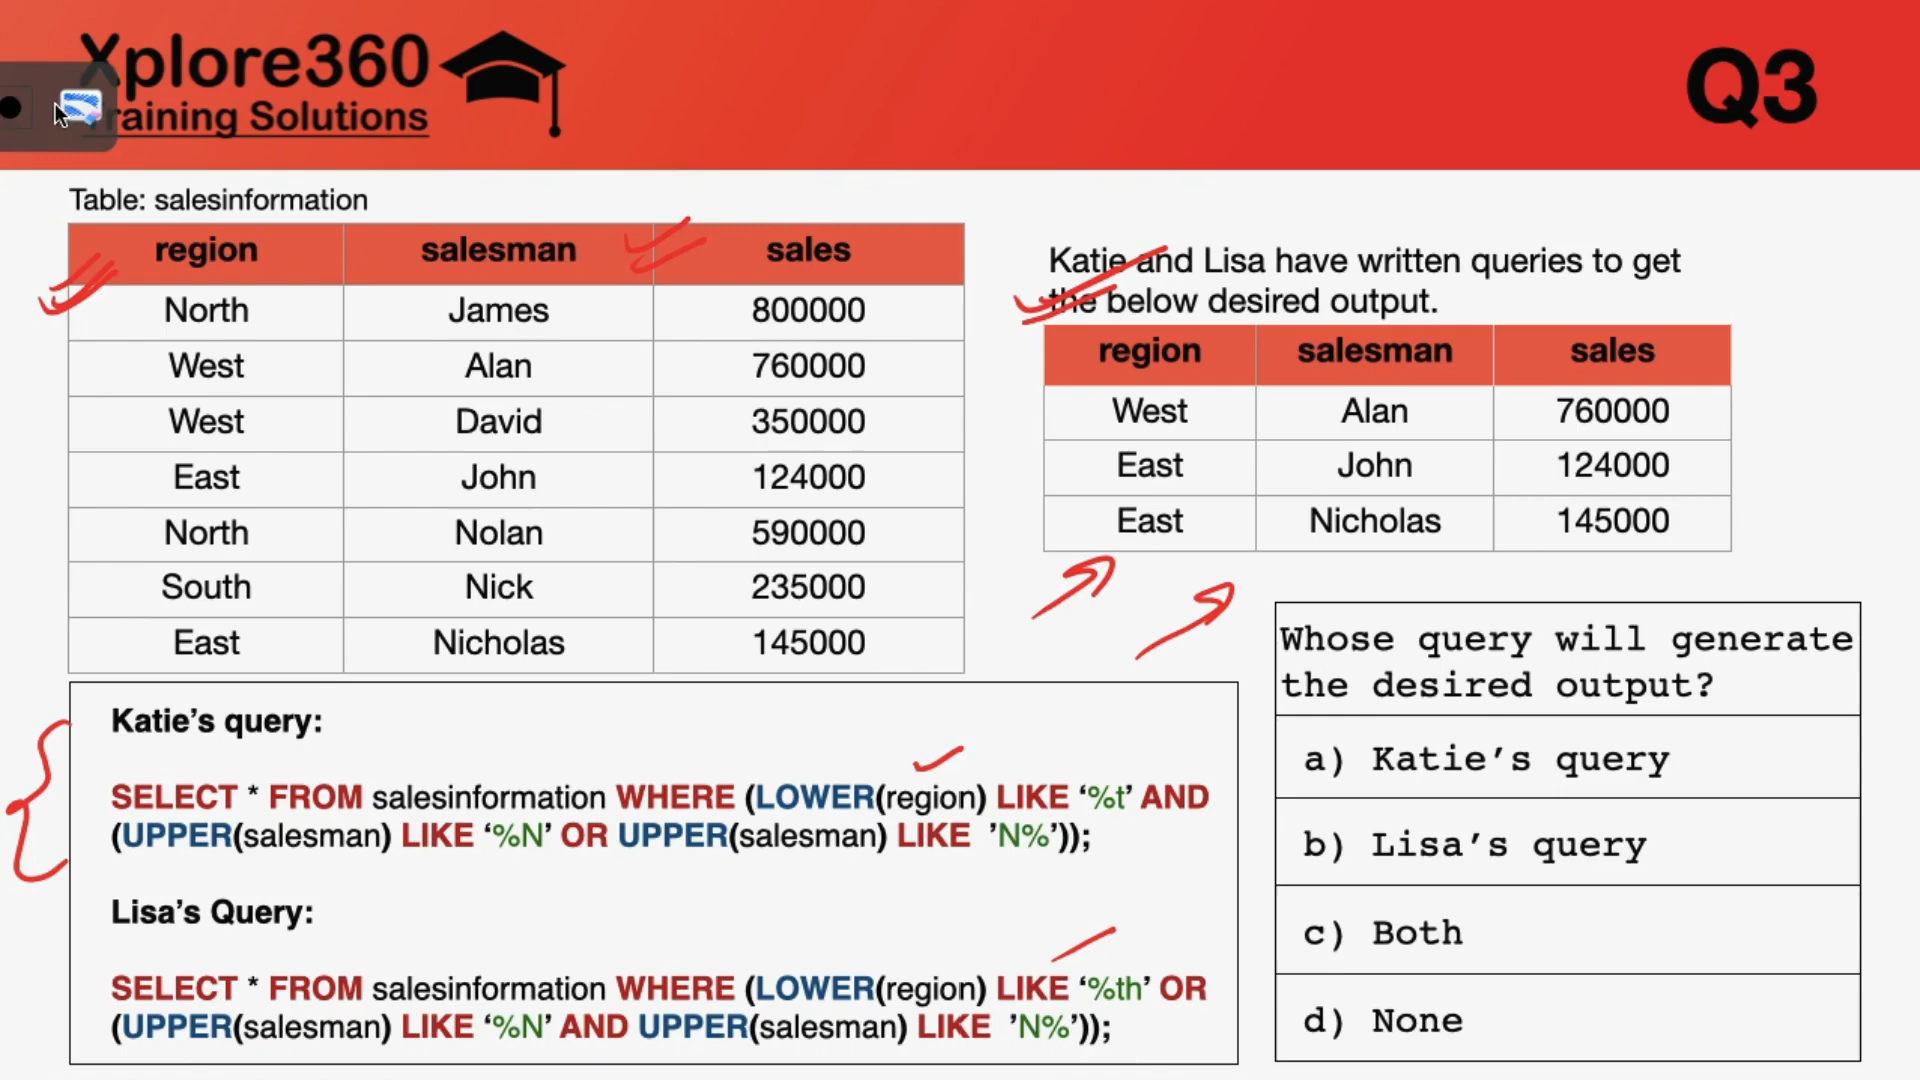 Xplore360
Training Solutions
Q3
Table: salesinformation
region salesman sales
North James 800000
West Alan 760000
West David 350000
East John 124000
North Nolan 590000
South Nick 235000
East Nicholas 145000
Katie and Lisa have written queries to get
the below desired output.
region salesman sales
West Alan 760000
East John 124000
East Nicholas 145000
Katie’s query:
SELECT * FROM salesinformation WHERE (LOWER(region) LIKE ‘%t’ AND
(UPPER(salesman) LIKE ‘%N’ OR UPPER(salesman) LIKE ’N%’));
Lisa’s Query:
SELECT * FROM salesinformation WHERE (LOWER(region) LIKE ‘%th’ OR
(UPPER(salesman) LIKE ‘%N’ AND UPPER(salesman) LIKE ’N%’));
Whose query will generate
the desired output?
a) Katie’s query
b) Lisa’s query
c) Both
d) None